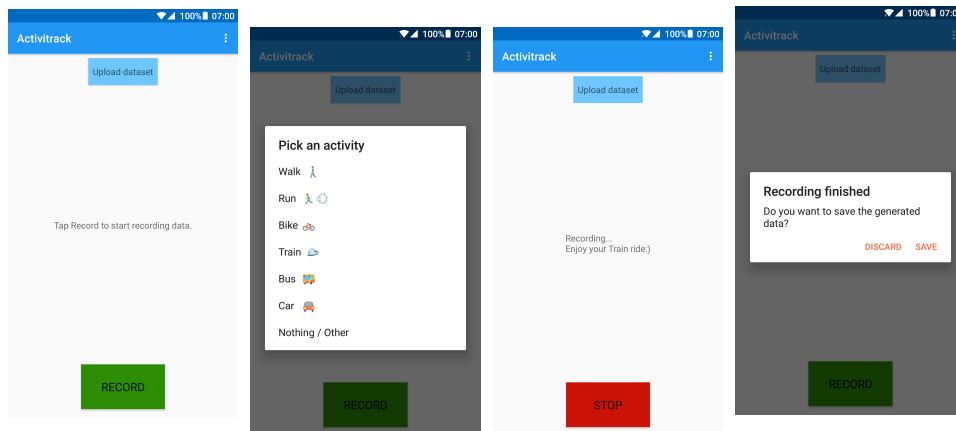 100% 07:00
Activitrack
Upload dataset
Tap Record to start recording data.
RECORD
100% 07:00
Activitrack
Upload dataset
Pick an activity
Walk
Run
Bike
Train
Bus
Car
Nothing / Other
RECORD
100% 07:00
Activitrack
Upload dataset
Recording...
Enjoy your Train ride:)
STOP
100% 07:0
Activitrack
Upload dataset
Recording finished
Do you want to save the generated
data?
DISCARD SAVE
RECORD